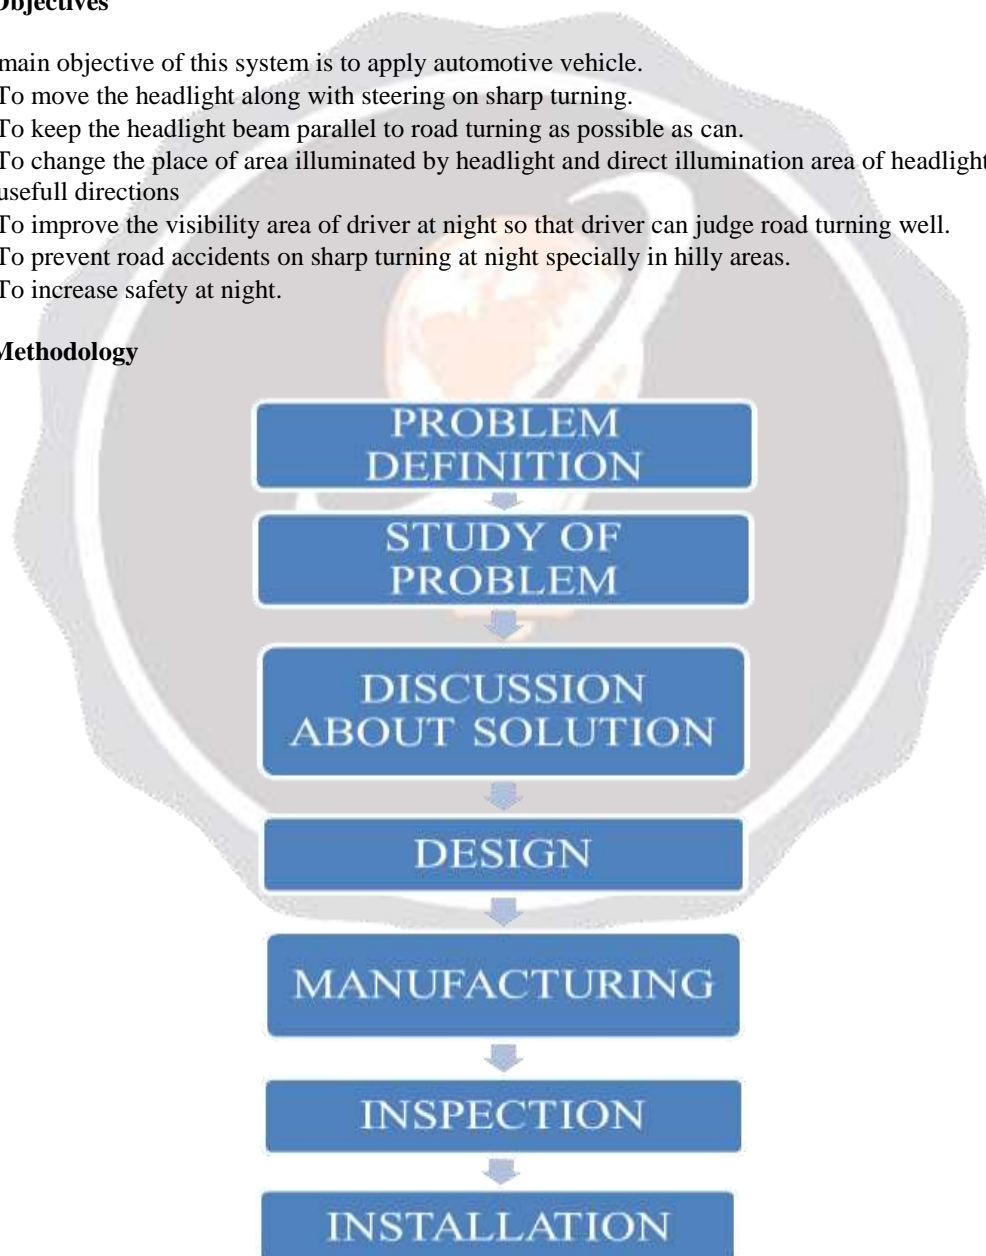 Objectives
main objective of this system is to apply automotive vehicle.
To move the headlight along with steering on sharp turning.
To keep the headlight beam parallel to road turning as possible as can.
To change the place of area illuminated by headlight and direct illumination area of headlight
usefull directions
To improve the visibility area of driver at night so that driver can judge road turning well.
To prevent road accidents on sharp turning at night specially in hilly areas.
To increase safety at night.
Methodology
PROBLEM
DEFINITION
STUDY OF
PROBLEM
DISCUSSION
ABOUT SOLUTION
DESIGN
MANUFACTURING
INSPECTION
INSTALLATION